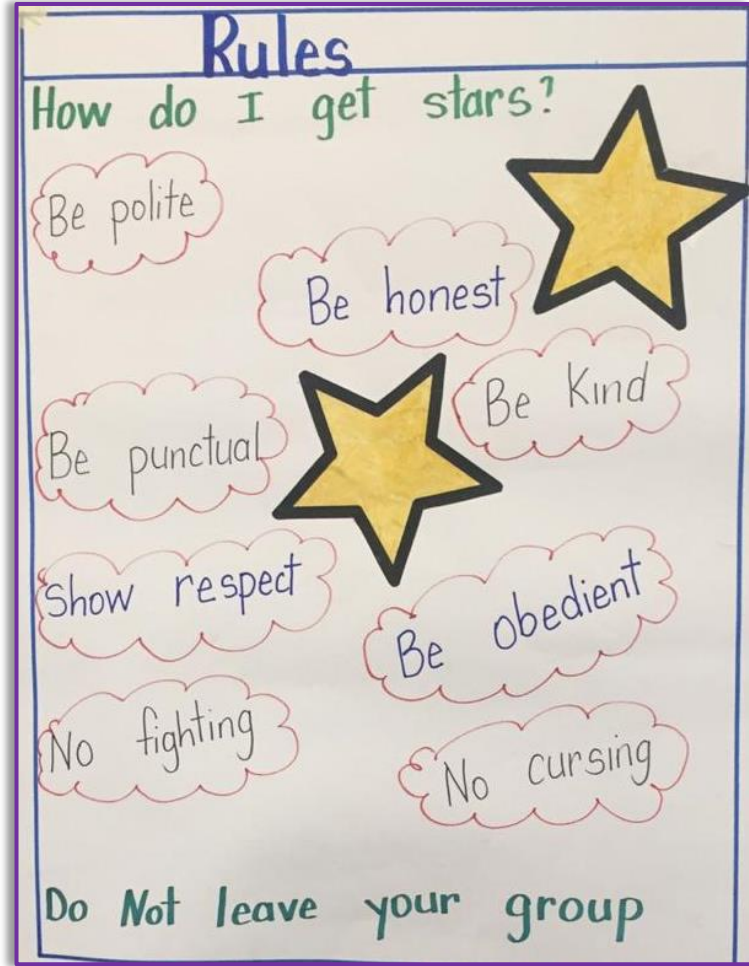 Rules
How do I get stars?
Be polite
Be honest
Be Kind
Be punctual
Show respect
Be obedient
No fighting
No cursing
Do Not leave your group